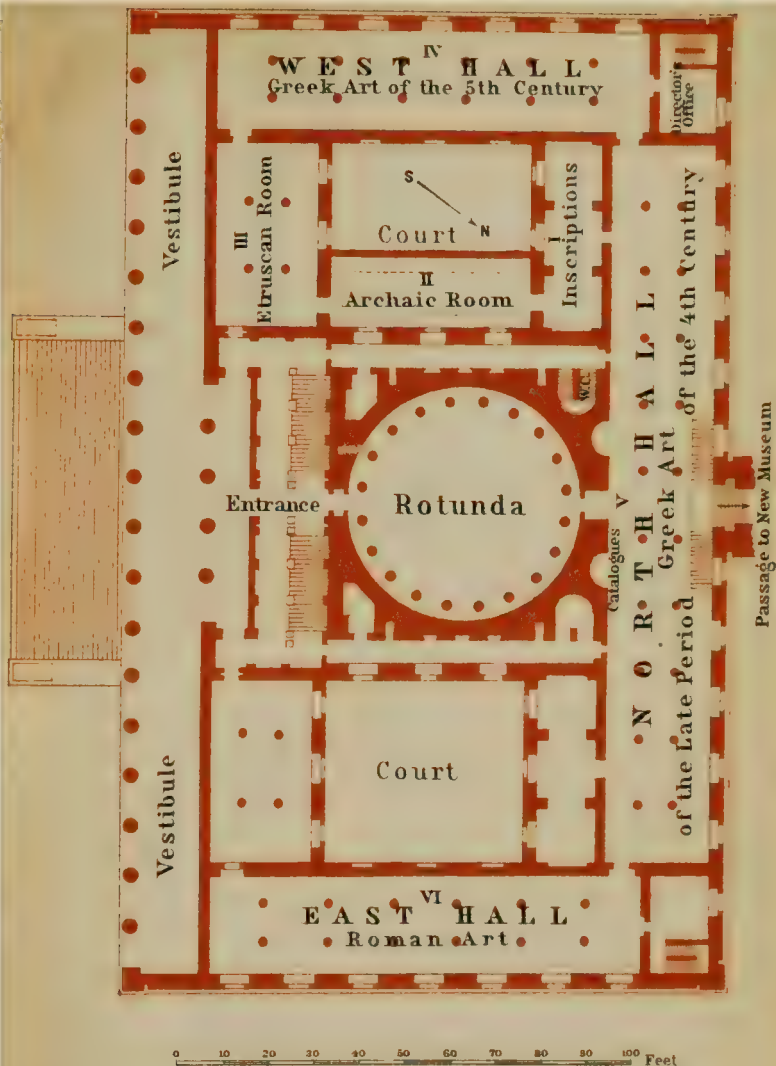 IV
WEST HALL
Greek Art of the 5th Century
Director's
Office
Vestibule
III
Etruscan Room
S
N
Court
I
Inscriptions
II
Archaic Room
W.C.
Entrance
Rotunda
Catalogues
V
NORTH HALL
Greek Art of the 4th Century
of the Late Period
Passage to New Museum
Vestibule
Court
VI
EAST HALL
Roman Art
0 10 20 30 40 50 60 70 80 90 100 Feet